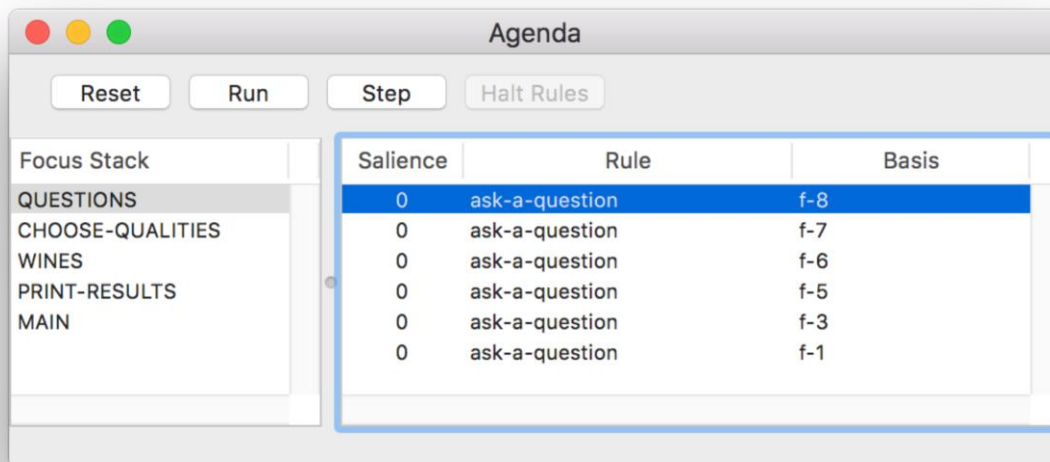 Agenda
Reset Run Step Halt Rules
Focus Stack
QUESTIONS
CHOOSE-QUALITIES
WINES
PRINT-RESULTS
MAIN
Salience Rule Basis
0 ask-a-question f-8
0 ask-a-question f-7
0 ask-a-question f-6
0 ask-a-question f-5
0 ask-a-question f-3
0 ask-a-question f-1